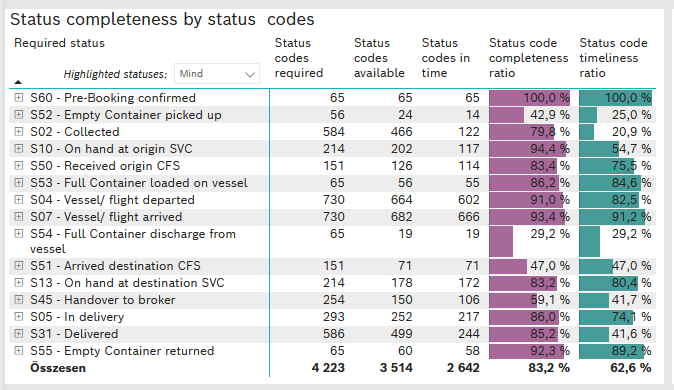 Status completeness by status codes
Required status Status codes required Status codes available Status codes in time Status code completeness ratio Status code timeliness ratio
Highlighted statuses: Mind
S60 - Pre-Booking confirmed 65 65 65 100,0 % 100,0 %
S52 - Empty Container picked up 56 24 14 42,9 % 25,0 %
S02 - Collected 584 466 122 79,8 % 20,9 %
S10 - On hand at origin SVC 214 202 117 94,4 % 54,7 %
S50 - Received origin CFS 151 126 114 83,4 % 75,5 %
S53 - Full Container loaded on vessel 65 56 55 86,2 % 84,6 %
S04 - Vessel/ flight departed 730 664 602 91,0 % 82,5 %
S07 - Vessel/ flight arrived 730 682 666 93,4 % 91,2 %
S54 - Full Container discharge from vessel 65 19 19 29,2 % 29,2 %
S51 - Arrived destination CFS 151 71 71 47,0 % 47,0 %
S13 - On hand at destination SVC 214 178 172 83,2 % 80,4 %
S45 - Handover to broker 254 150 106 59,1 % 41,7 %
S05 - In delivery 293 252 217 86,0 % 74,1 %
S31 - Delivered 586 499 244 85,2 % 41,6 %
S55 - Empty Container returned 65 60 58 92,3 % 89,2 %
Összesen 4 223 3 514 2 642 83,2 % 62,6 %